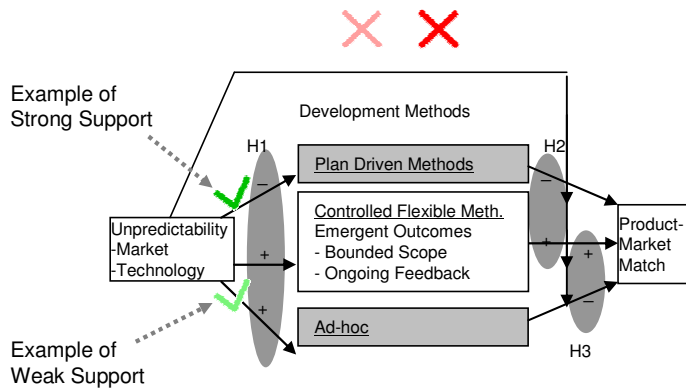 Example of
Strong Support
Development Methods
H1
H2
Plan Driven Methods
–
–
Unpredictability
-Market
-Technology
Controlled Flexible Meth.
Emergent Outcomes
- Bounded Scope
- Ongoing Feedback
+
+
+
+
Product-
Market
Match
Ad-hoc
–
H3
Example of
Weak Support